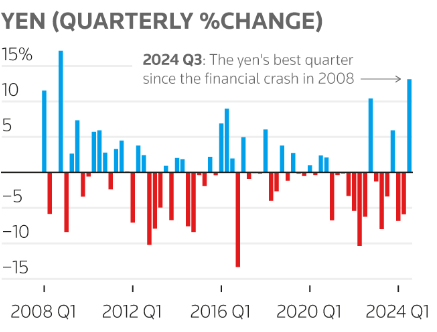 YEN (QUARTERLY %CHANGE)
15%
2024 Q3: The yen's best quarter
since the financial crash in 2008
10
5
−5
−10
−15
2008 Q1 2012 Q1 2016 Q1 2020 Q1 2024 Q1